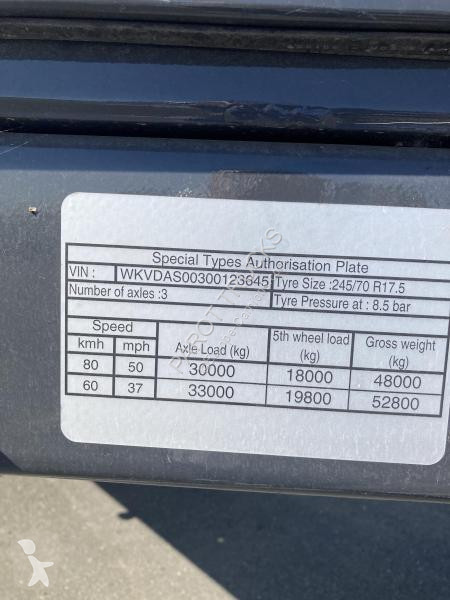 Special Types Authorisation Plate
VIN : WKVDAS00300123645 Tyre Size :245/70 R17.5
Number of axles :3 Tyre Pressure at : 8.5 bar
Speed Axle Load (kg) 5th wheel load (kg) Gross weight (kg)
kmh mph
80 50 30000 18000 48000
60 37 33000 19800 52800